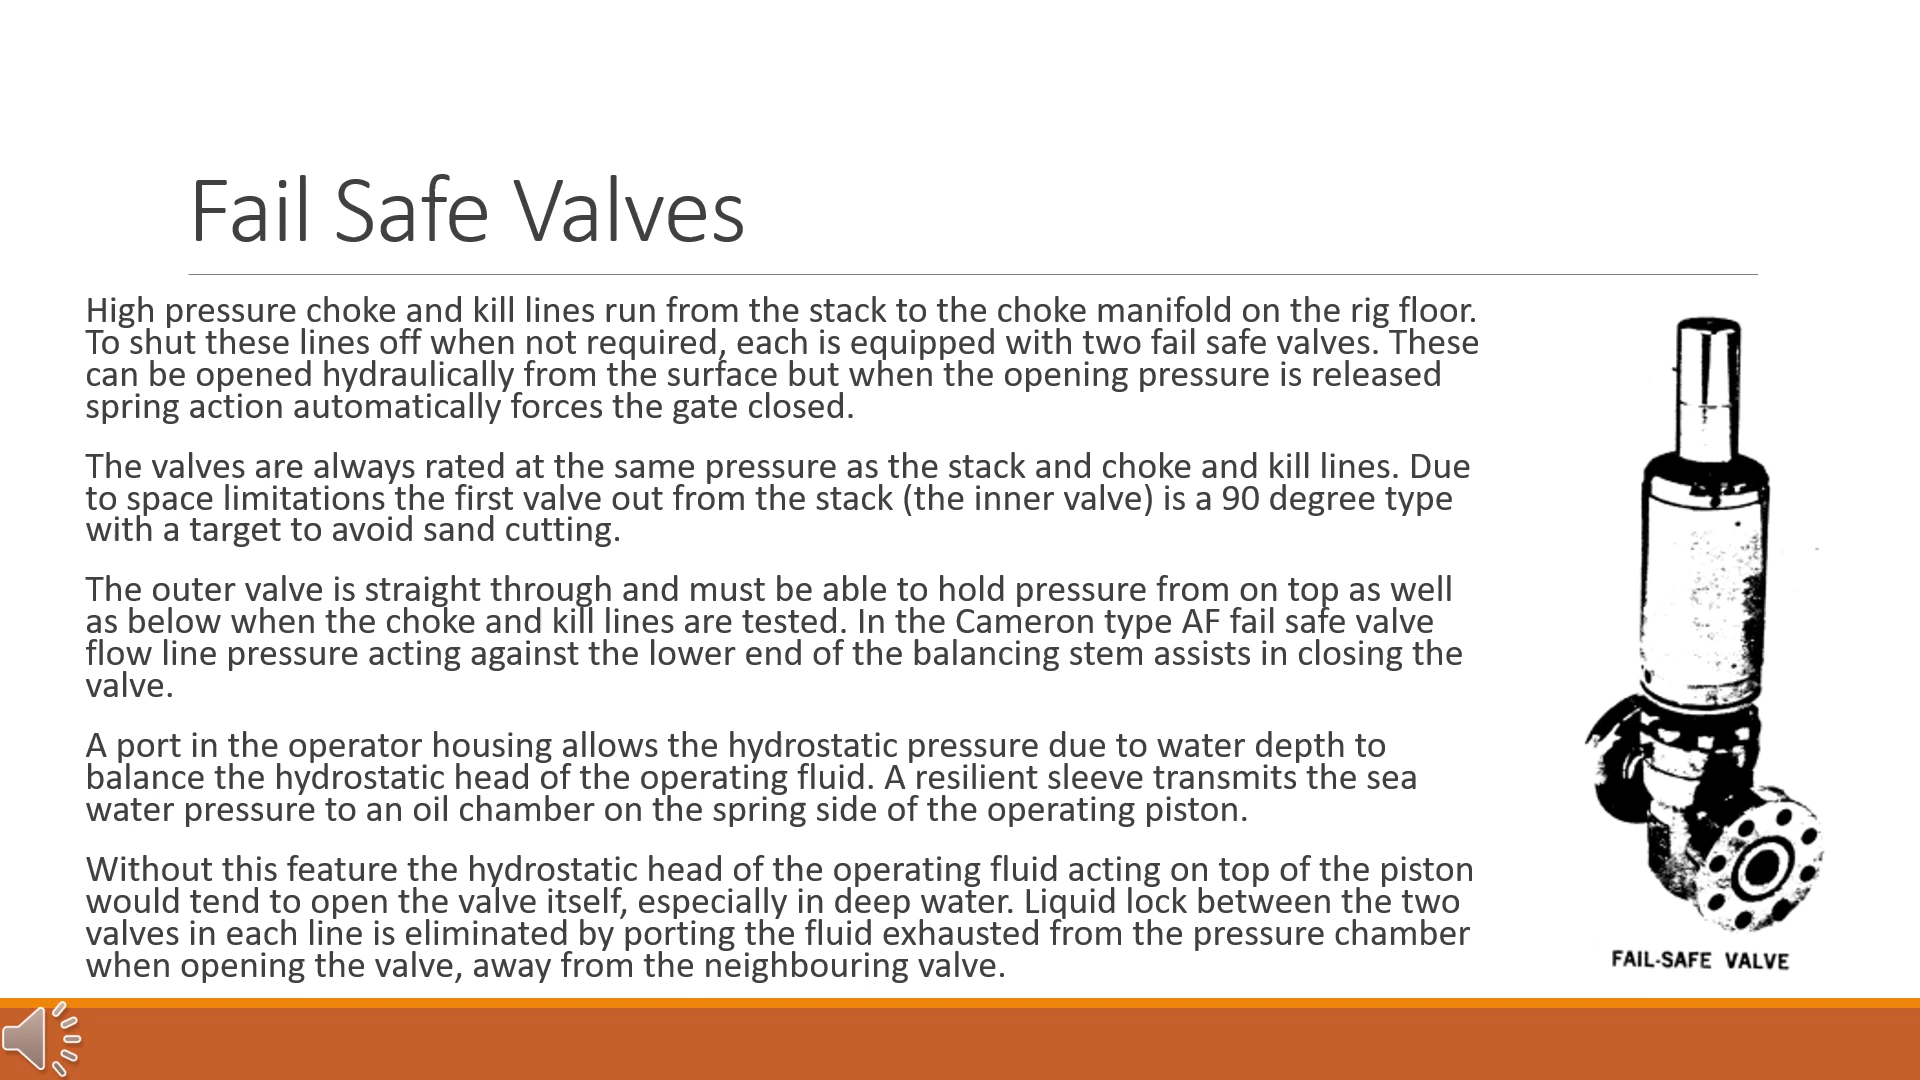 Fail Safe Valves
High pressure choke and kill lines run from the stack to the choke manifold on the rig floor.
To shut these lines off when not required, each is equipped with two fail safe valves. These
can be opened hydraulically from the surface but when the opening pressure is released
spring action automatically forces the gate closed.
The valves are always rated at the same pressure as the stack and choke and kill lines. Due
to space limitations the first valve out from the stack (the inner valve) is a 90 degree type
with a target to avoid sand cutting.
The outer valve is straight through and must be able to hold pressure from on top as well
as below when the choke and kill lines are tested. In the Cameron type AF fail safe valve
flow line pressure acting against the lower end of the balancing stem assists in closing the
valve.
A port in the operator housing allows the hydrostatic pressure due to water depth to
balance the hydrostatic head of the operating fluid. A resilient sleeve transmits the sea
water pressure to an oil chamber on the spring side of the operating piston.
Without this feature the hydrostatic head of the operating fluid acting on top of the piston
would tend to open the valve itself, especially in deep water. Liquid lock between the two
valves in each line is eliminated by porting the fluid exhausted from the pressure chamber
when opening the valve, away from the neighbouring valve.
FAIL-SAFE VALVE